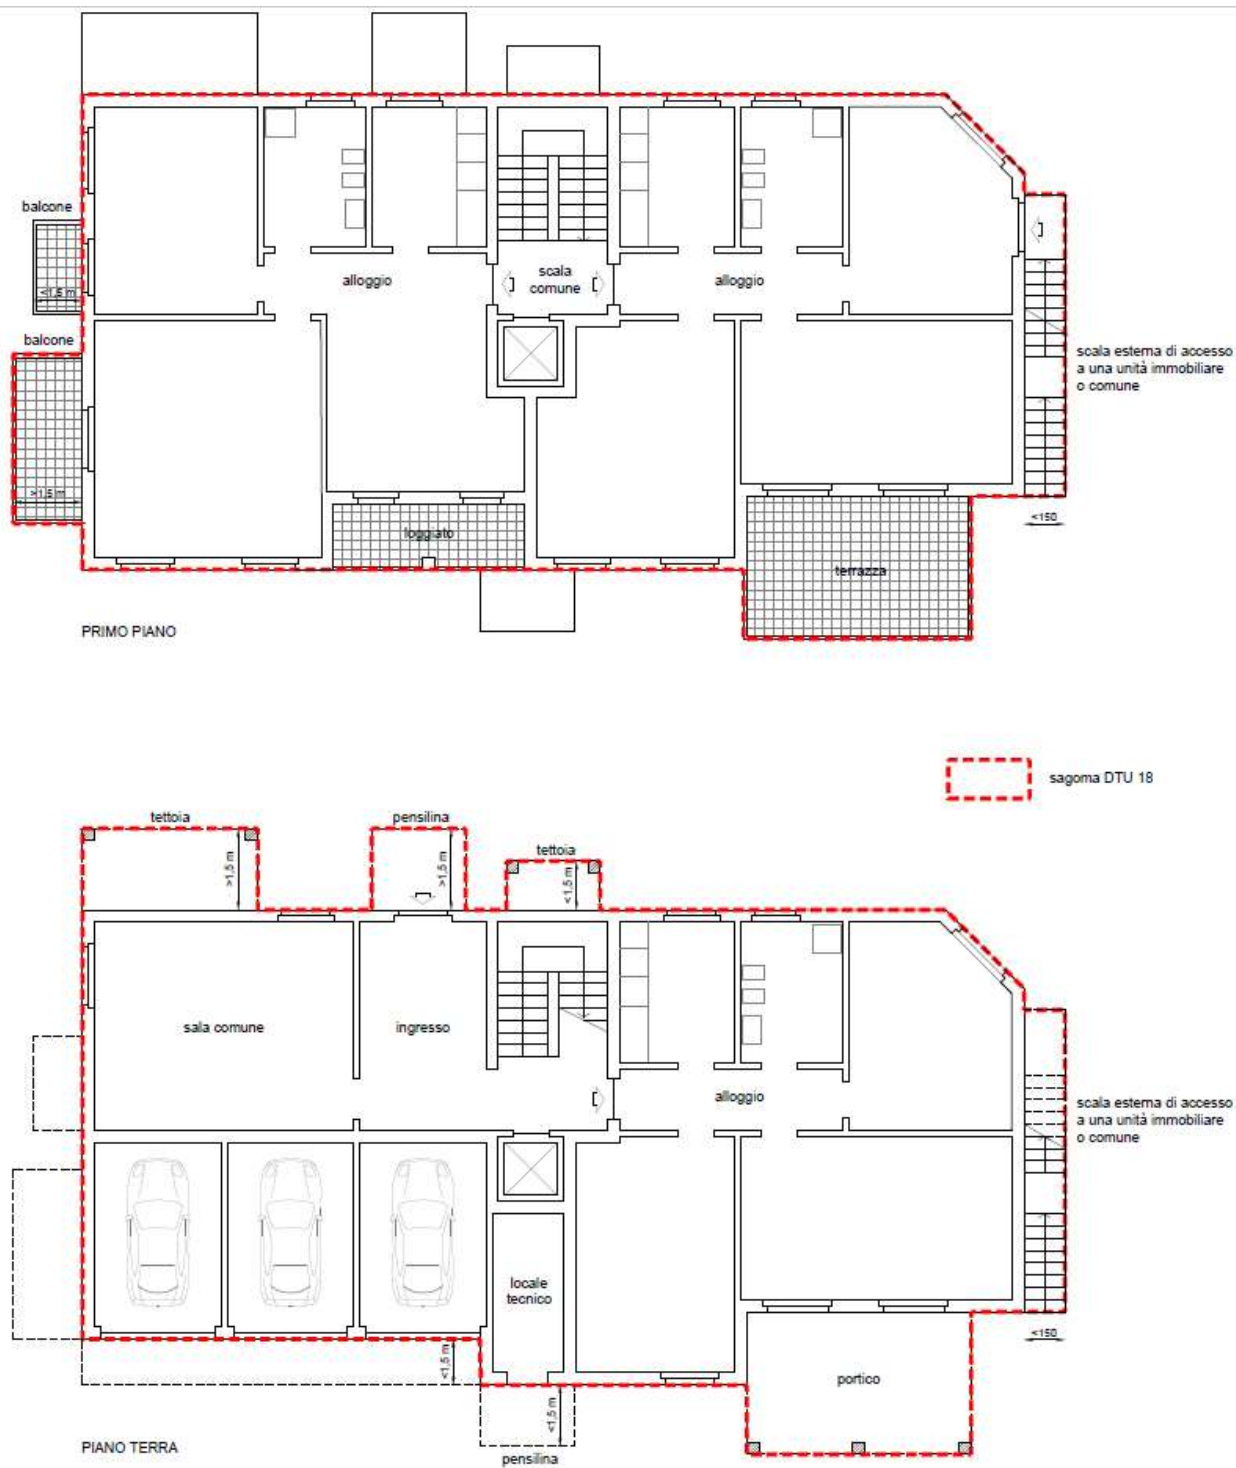 balcone
<1,5 m
balcone
>1,5 m
alloggio
scala
comune
alloggio
scala esterna di accesso
a una unità immobiliare
o comune
<150
loggiato
terrazza
PRIMO PIANO
sagoma DTU 18
tettoia
pensilina
tettoia
>1,5 m
>1,5 m
<1,5 m
sala comune
ingresso
alloggio
scala esterna di accesso
a una unità immobiliare
o comune
locale
tecnico
<150
<1,5 m
portico
<1,5 m
PIANO TERRA
pensilina